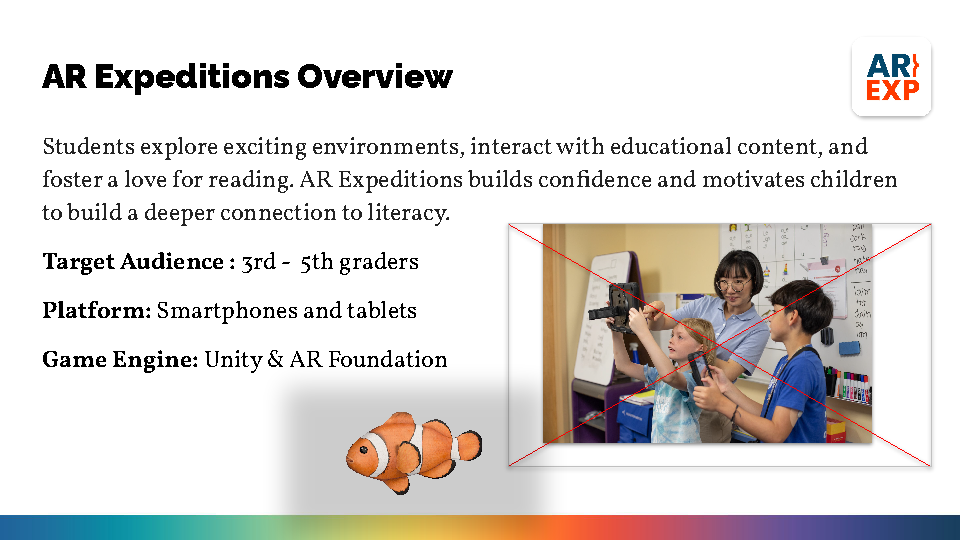 AR Expeditions Overview
AR}
EXP
Students explore exciting environments, interact with educational content, and
foster a love for reading. AR Expeditions builds confidence and motivates children
to build a deeper connection to literacy.
Target Audience : 3rd - 5th graders
Platform: Smartphones and tablets
Game Engine: Unity & AR Foundation